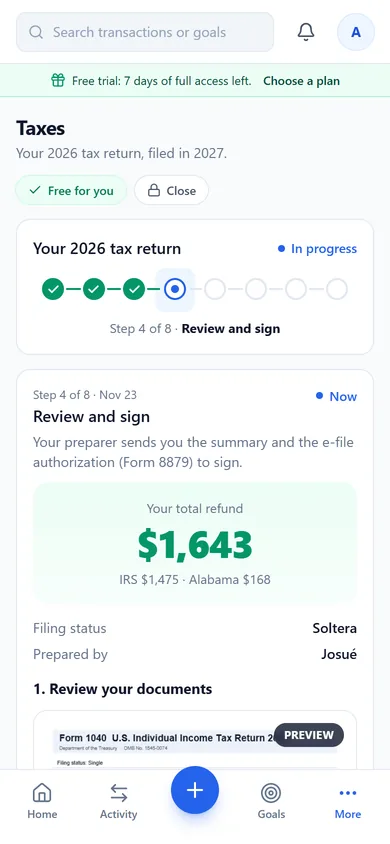 Search transactions or goals
A
Free trial: 7 days of full access left. Choose a plan
Taxes
Your 2026 tax return, filed in 2027.
Free for you
Close
Your 2026 tax return
In progress
Step 4 of 8 · Review and sign
Step 4 of 8 · Nov 23
Now
Review and sign
Your preparer sends you the summary and the e-file
authorization (Form 8879) to sign.
Your total refund
$1,643
IRS $1,475 · Alabama $168
Filing status Soltera
Prepared by Josué
1. Review your documents
Form 1040 U.S. Individual Income Tax Return
PREVIEW
Department of the Treasury OMB No. 1545-0074
Filing status Single
Home
Activity
Goals
More